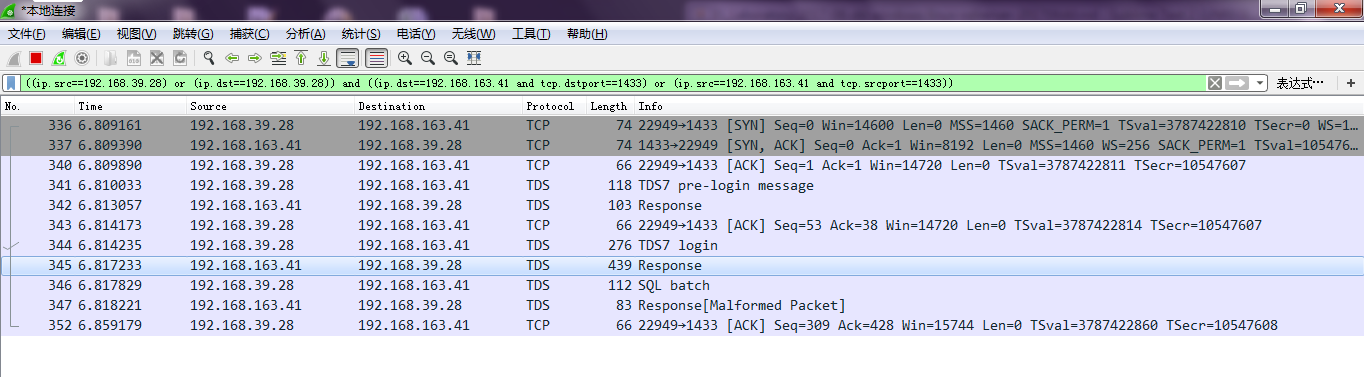 *本地连接
文件(F) 编辑(E) 视图(V) 跳转(G) 捕获(C) 分析(A) 统计(S) 电话(Y) 无线(W) 工具(T) 帮助(H)
((ip.src==192.168.39.28) or (ip.dst==192.168.39.28)) and ((ip.dst==192.168.163.41 and tcp.dstport==1433) or (ip.src==192.168.163.41 and tcp.srcport==1433)) 表达式… +
No. Time Source Destination Protocol Length Info
336 6.809161 192.168.39.28 192.168.163.41 TCP 74 22949→1433 [SYN] Seq=0 Win=14600 Len=0 MSS=1460 SACK_PERM=1 TSval=3787422810 TSecr=0 WS=1…
337 6.809390 192.168.163.41 192.168.39.28 TCP 74 1433→22949 [SYN, ACK] Seq=0 Ack=1 Win=8192 Len=0 MSS=1460 WS=256 SACK_PERM=1 TSval=105476…
340 6.809890 192.168.39.28 192.168.163.41 TCP 66 22949→1433 [ACK] Seq=1 Ack=1 Win=14720 Len=0 TSval=3787422811 TSecr=10547607
341 6.810033 192.168.39.28 192.168.163.41 TDS 118 TDS7 pre-login message
342 6.813057 192.168.163.41 192.168.39.28 TDS 103 Response
343 6.814173 192.168.39.28 192.168.163.41 TCP 66 22949→1433 [ACK] Seq=53 Ack=38 Win=14720 Len=0 TSval=3787422814 TSecr=10547607
344 6.814235 192.168.39.28 192.168.163.41 TDS 276 TDS7 login
345 6.817233 192.168.163.41 192.168.39.28 TDS 439 Response
346 6.817829 192.168.39.28 192.168.163.41 TDS 112 SQL batch
347 6.818221 192.168.163.41 192.168.39.28 TDS 83 Response[Malformed Packet]
352 6.859179 192.168.39.28 192.168.163.41 TCP 66 22949→1433 [ACK] Seq=309 Ack=428 Win=15744 Len=0 TSval=3787422860 TSecr=10547608